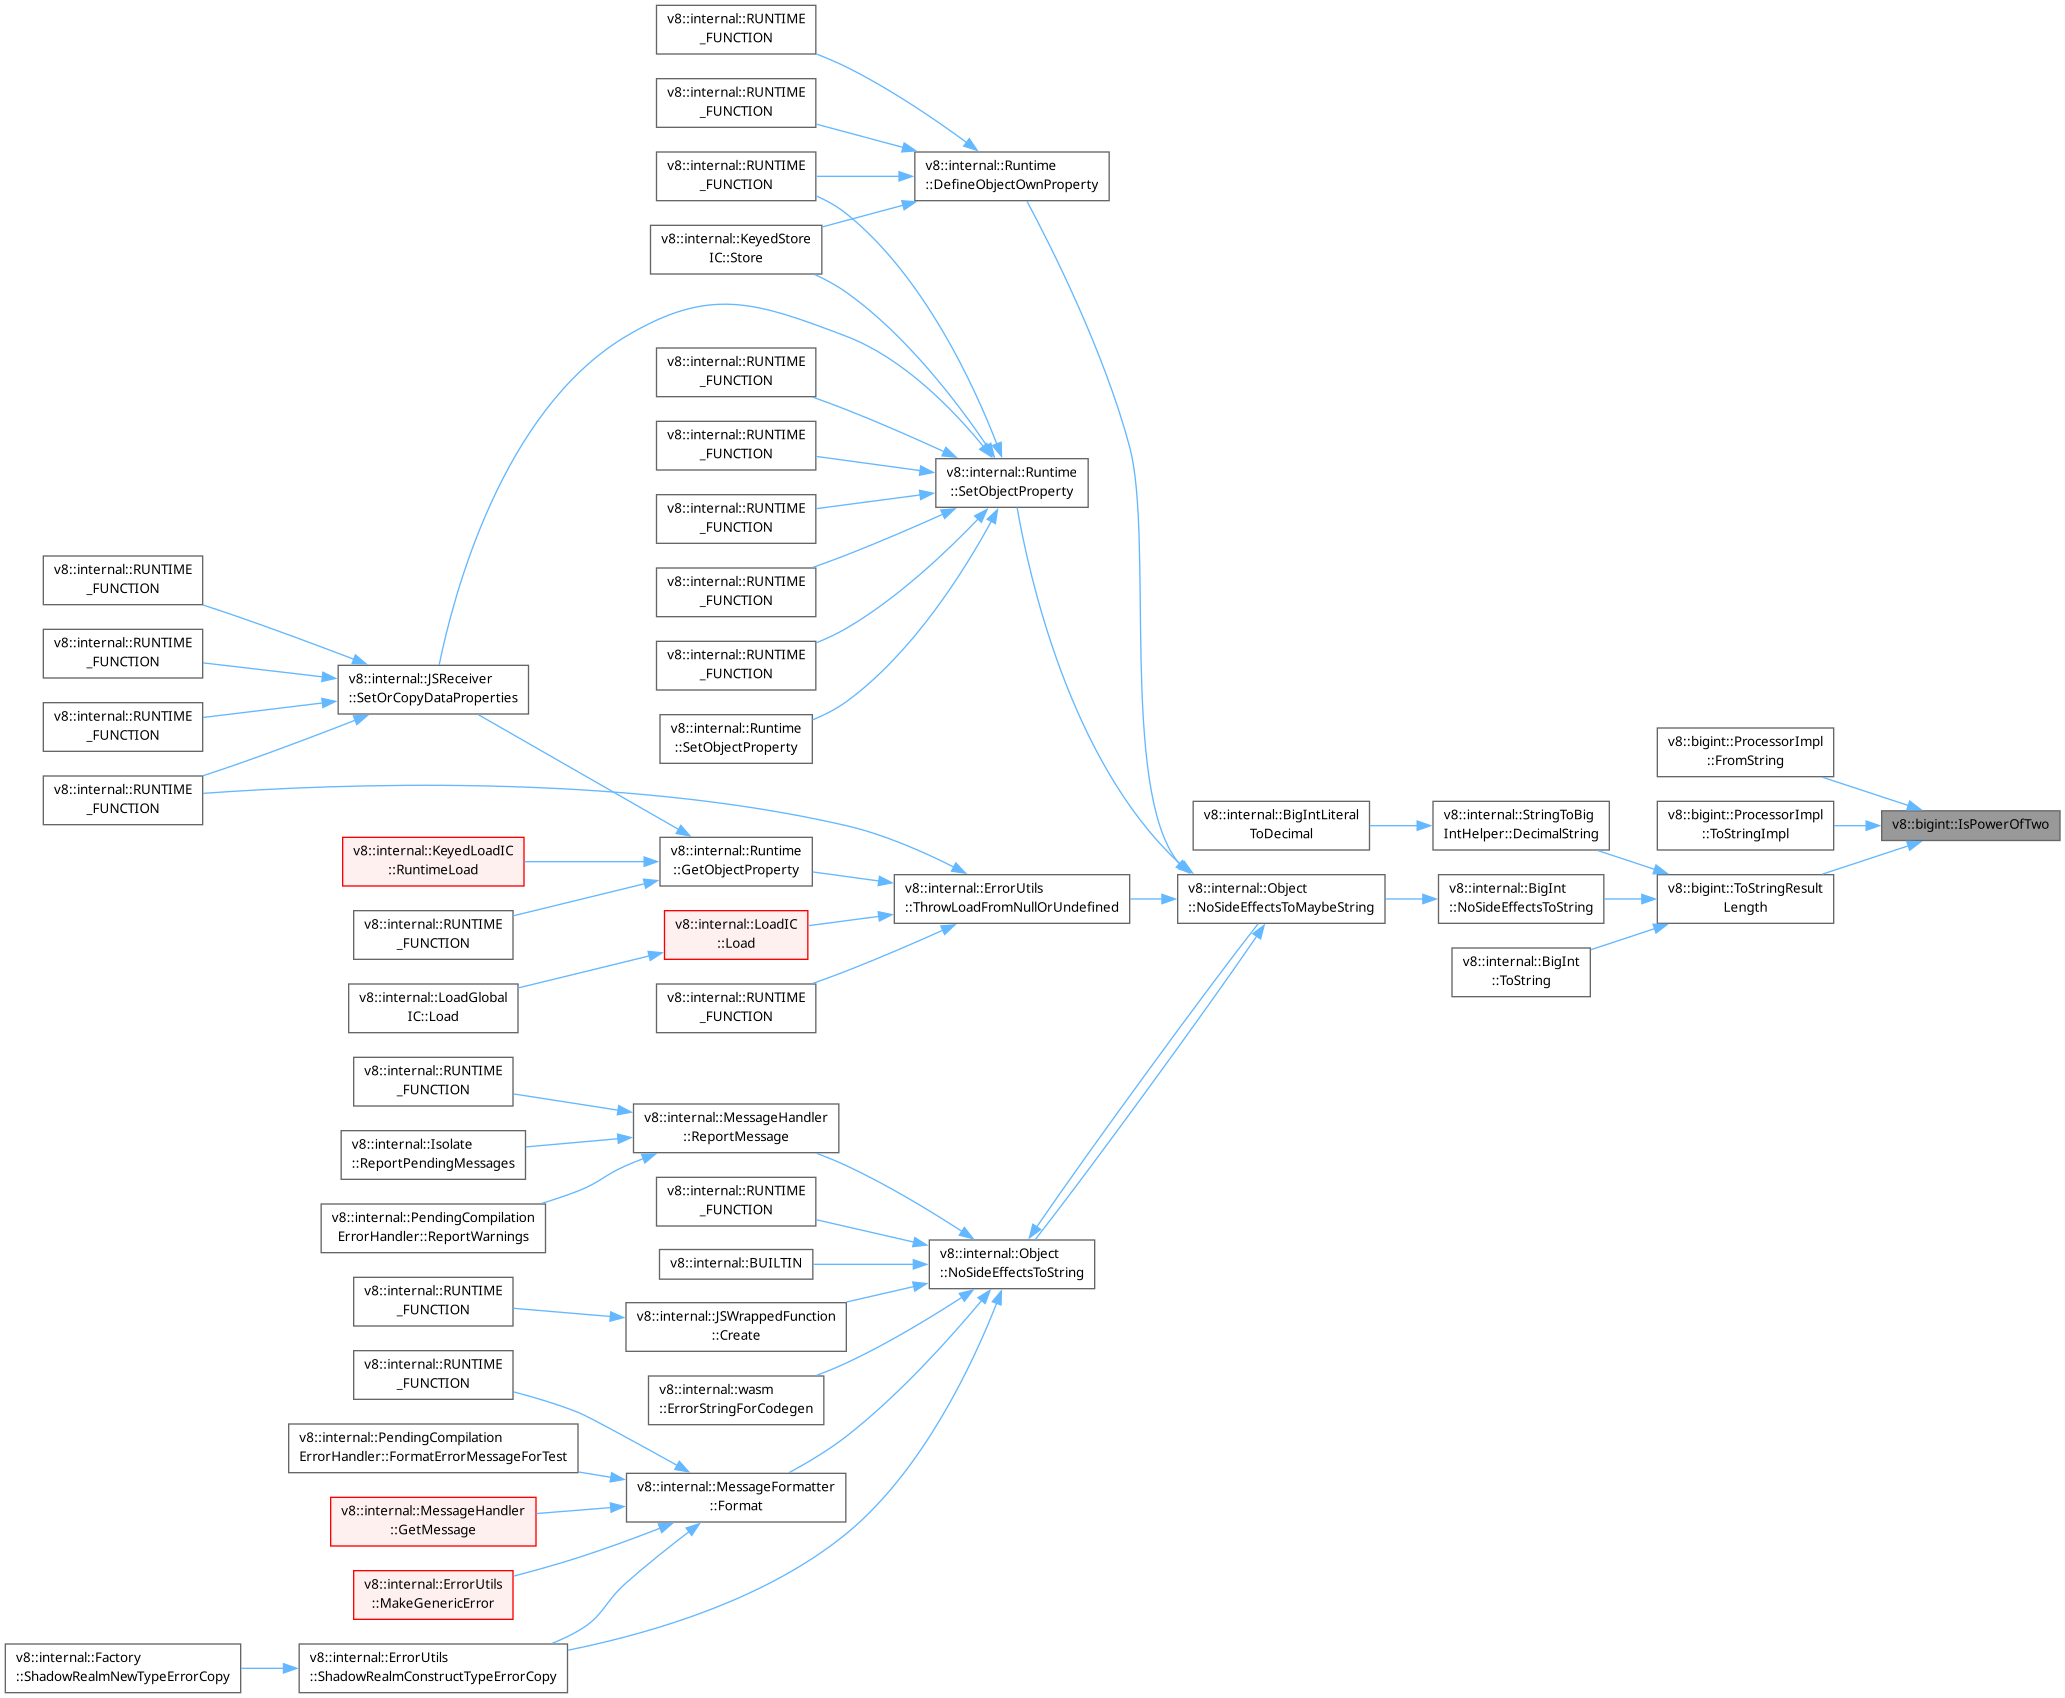 v8::internal::RUNTIME
_FUNCTION
v8::internal::RUNTIME
_FUNCTION
v8::internal::RUNTIME
_FUNCTION
v8::internal::KeyedStore
IC::Store
v8::internal::Runtime
::DefineObjectOwnProperty
v8::internal::RUNTIME
_FUNCTION
v8::internal::RUNTIME
_FUNCTION
v8::internal::RUNTIME
_FUNCTION
v8::internal::RUNTIME
_FUNCTION
v8::internal::RUNTIME
_FUNCTION
v8::internal::Runtime
::SetObjectProperty
v8::internal::Runtime
::SetObjectProperty
v8::internal::RUNTIME
_FUNCTION
v8::internal::RUNTIME
_FUNCTION
v8::internal::RUNTIME
_FUNCTION
v8::internal::RUNTIME
_FUNCTION
v8::internal::JSReceiver
::SetOrCopyDataProperties
v8::internal::KeyedLoadIC
::RuntimeLoad
v8::internal::RUNTIME
_FUNCTION
v8::internal::LoadGlobal
IC::Load
v8::internal::Runtime
::GetObjectProperty
v8::internal::LoadIC
::Load
v8::internal::RUNTIME
_FUNCTION
v8::internal::ErrorUtils
::ThrowLoadFromNullOrUndefined
v8::internal::BigIntLiteral
ToDecimal
v8::internal::Object
::NoSideEffectsToMaybeString
v8::internal::StringToBig
IntHelper::DecimalString
v8::internal::BigInt
::NoSideEffectsToString
v8::internal::BigInt
::ToString
v8::bigint::ProcessorImpl
::FromString
v8::bigint::ProcessorImpl
::ToStringImpl
v8::bigint::ToStringResult
Length
v8::bigint::IsPowerOfTwo
v8::internal::RUNTIME
_FUNCTION
v8::internal::Isolate
::ReportPendingMessages
v8::internal::PendingCompilation
ErrorHandler::ReportWarnings
v8::internal::MessageHandler
::ReportMessage
v8::internal::RUNTIME
_FUNCTION
v8::internal::BUILTIN
v8::internal::RUNTIME
_FUNCTION
v8::internal::JSWrappedFunction
::Create
v8::internal::wasm
::ErrorStringForCodegen
v8::internal::Object
::NoSideEffectsToString
v8::internal::RUNTIME
_FUNCTION
v8::internal::PendingCompilation
ErrorHandler::FormatErrorMessageForTest
v8::internal::MessageHandler
::GetMessage
v8::internal::ErrorUtils
::MakeGenericError
v8::internal::MessageFormatter
::Format
v8::internal::Factory
::ShadowRealmNewTypeErrorCopy
v8::internal::ErrorUtils
::ShadowRealmConstructTypeErrorCopy